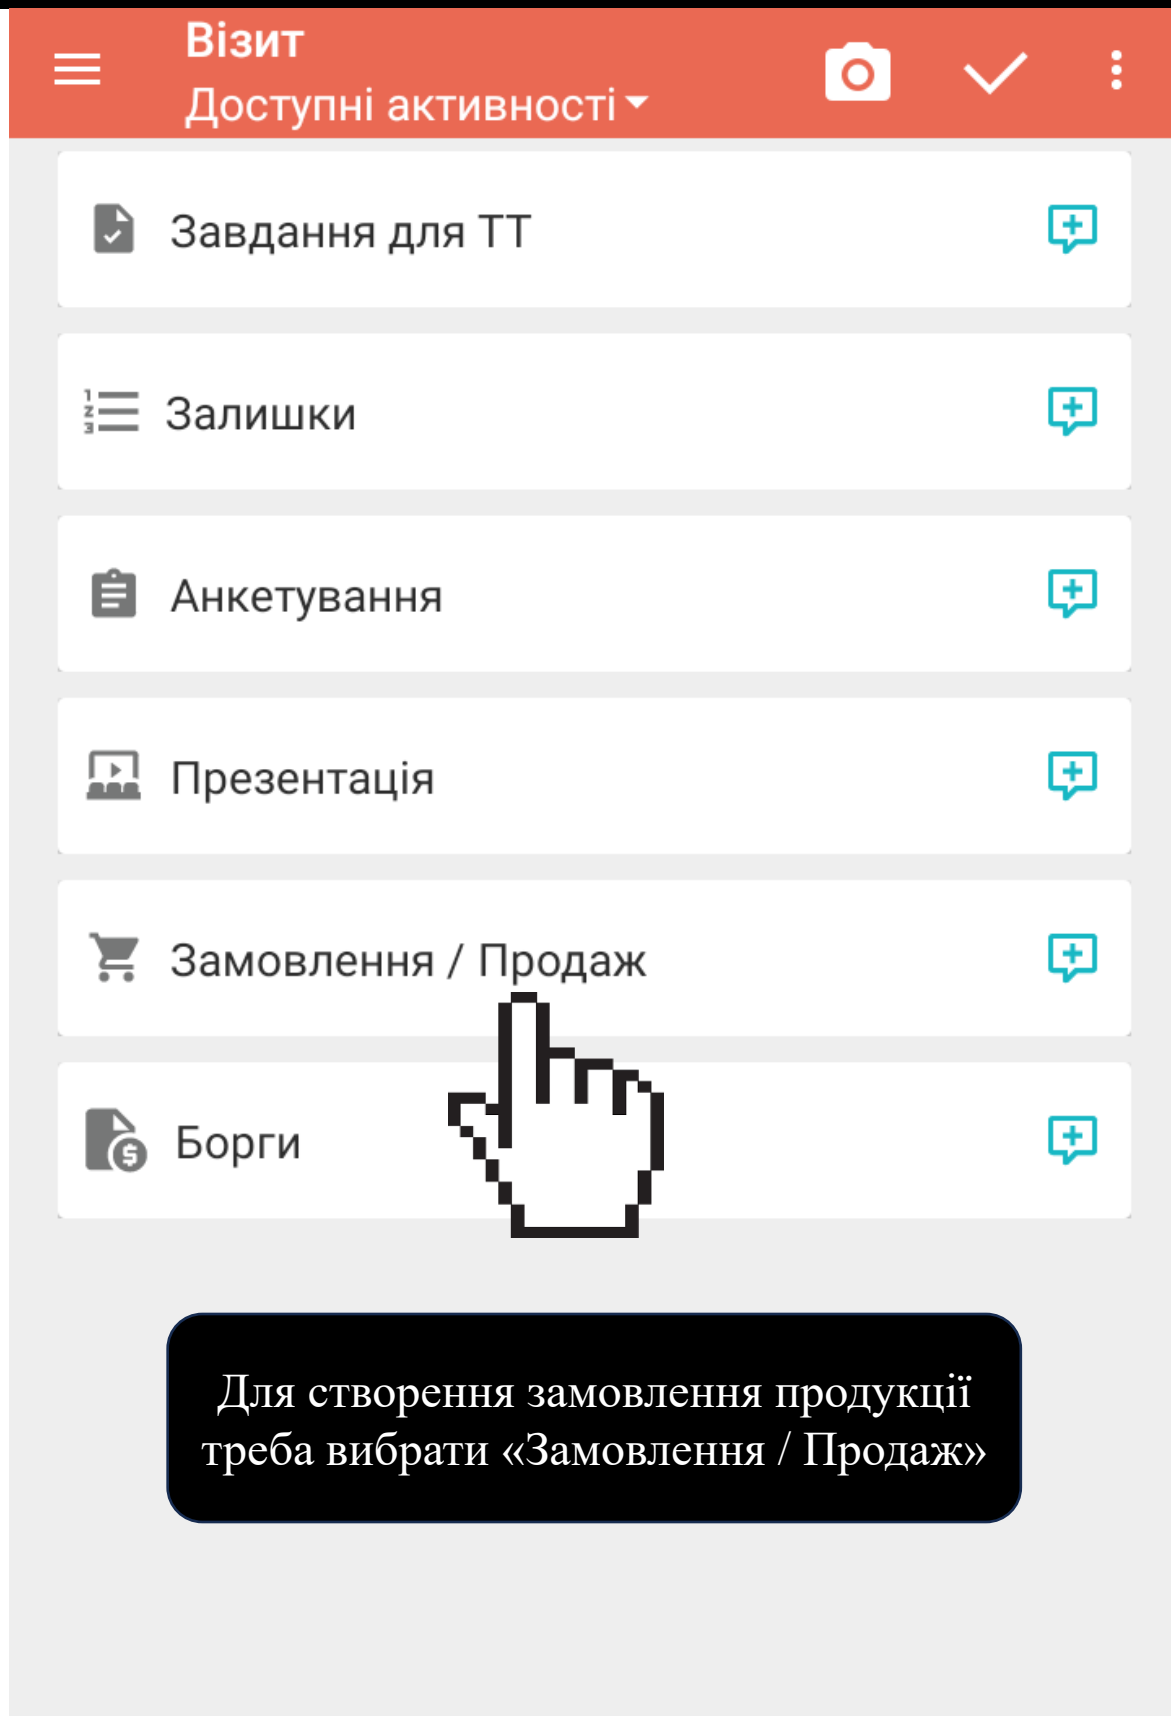 Візит
Доступні активності
Завдання для ТТ
Залишки
Анкетування
Презентація
Замовлення / Продаж
Борги
Для створення замовлення продукції
треба вибрати «Замовлення / Продаж»